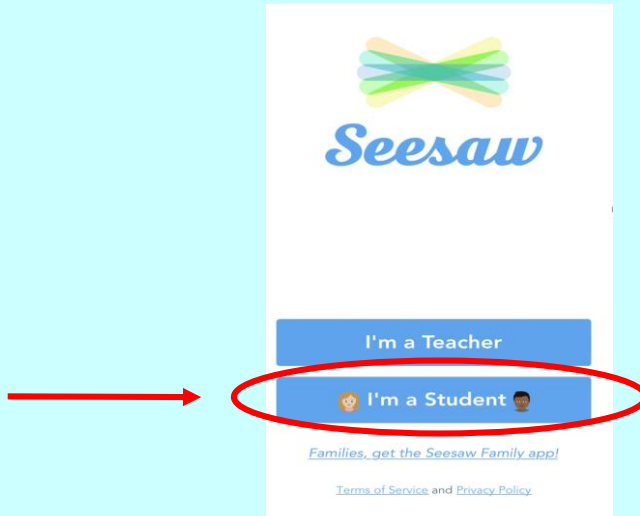 Seesaw
I'm a Teacher
👩🏼 I'm a Student 👨🏿
Families, get the Seesaw Family app!
Terms of Service and Privacy Policy